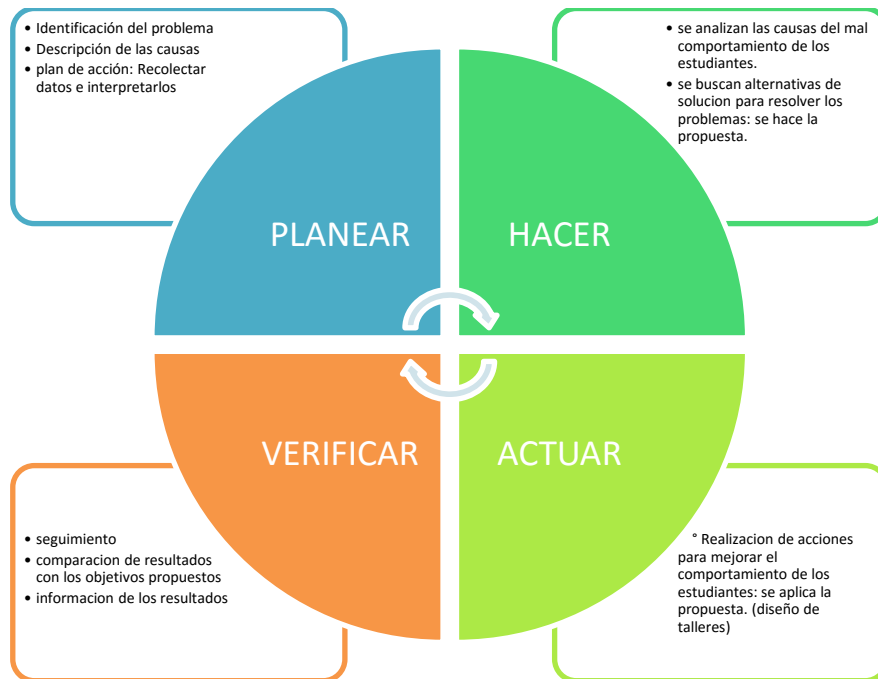 • Identificación del problema
• Descripción de las causas
• plan de acción: Recolectar
datos e interpretarlos
• se analizan las causas del mal
comportamiento de los
estudiantes.
• se buscan alternativas de
solucion para resolver los
problemas: se hace la
propuesta.
PLANEAR
HACER
VERIFICAR
ACTUAR
• seguimiento
• comparacion de resultados
con los objetivos propuestos
• informacion de los resultados
° Realizacion de acciones
para mejorar el
comportamiento de los
estudiantes: se aplica la
propuesta. (diseño de
talleres)